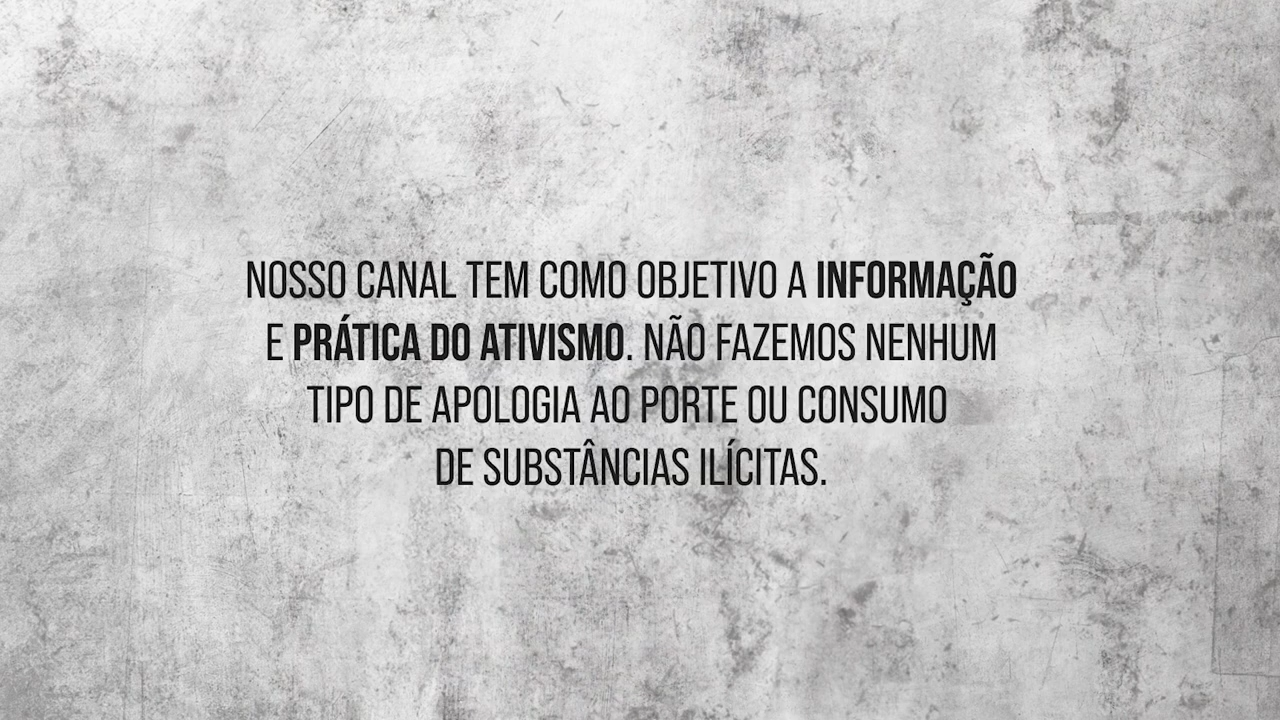 NOSSO CANAL TEM COMO OBJETIVO A INFORMAÇÃO
E PRÁTICA DO ATIVISMO. NÃO FAZEMOS NENHUM
TIPO DE APOLOGIA AO PORTE OU CONSUMO
DE SUBSTÂNCIAS ILÍCITAS.